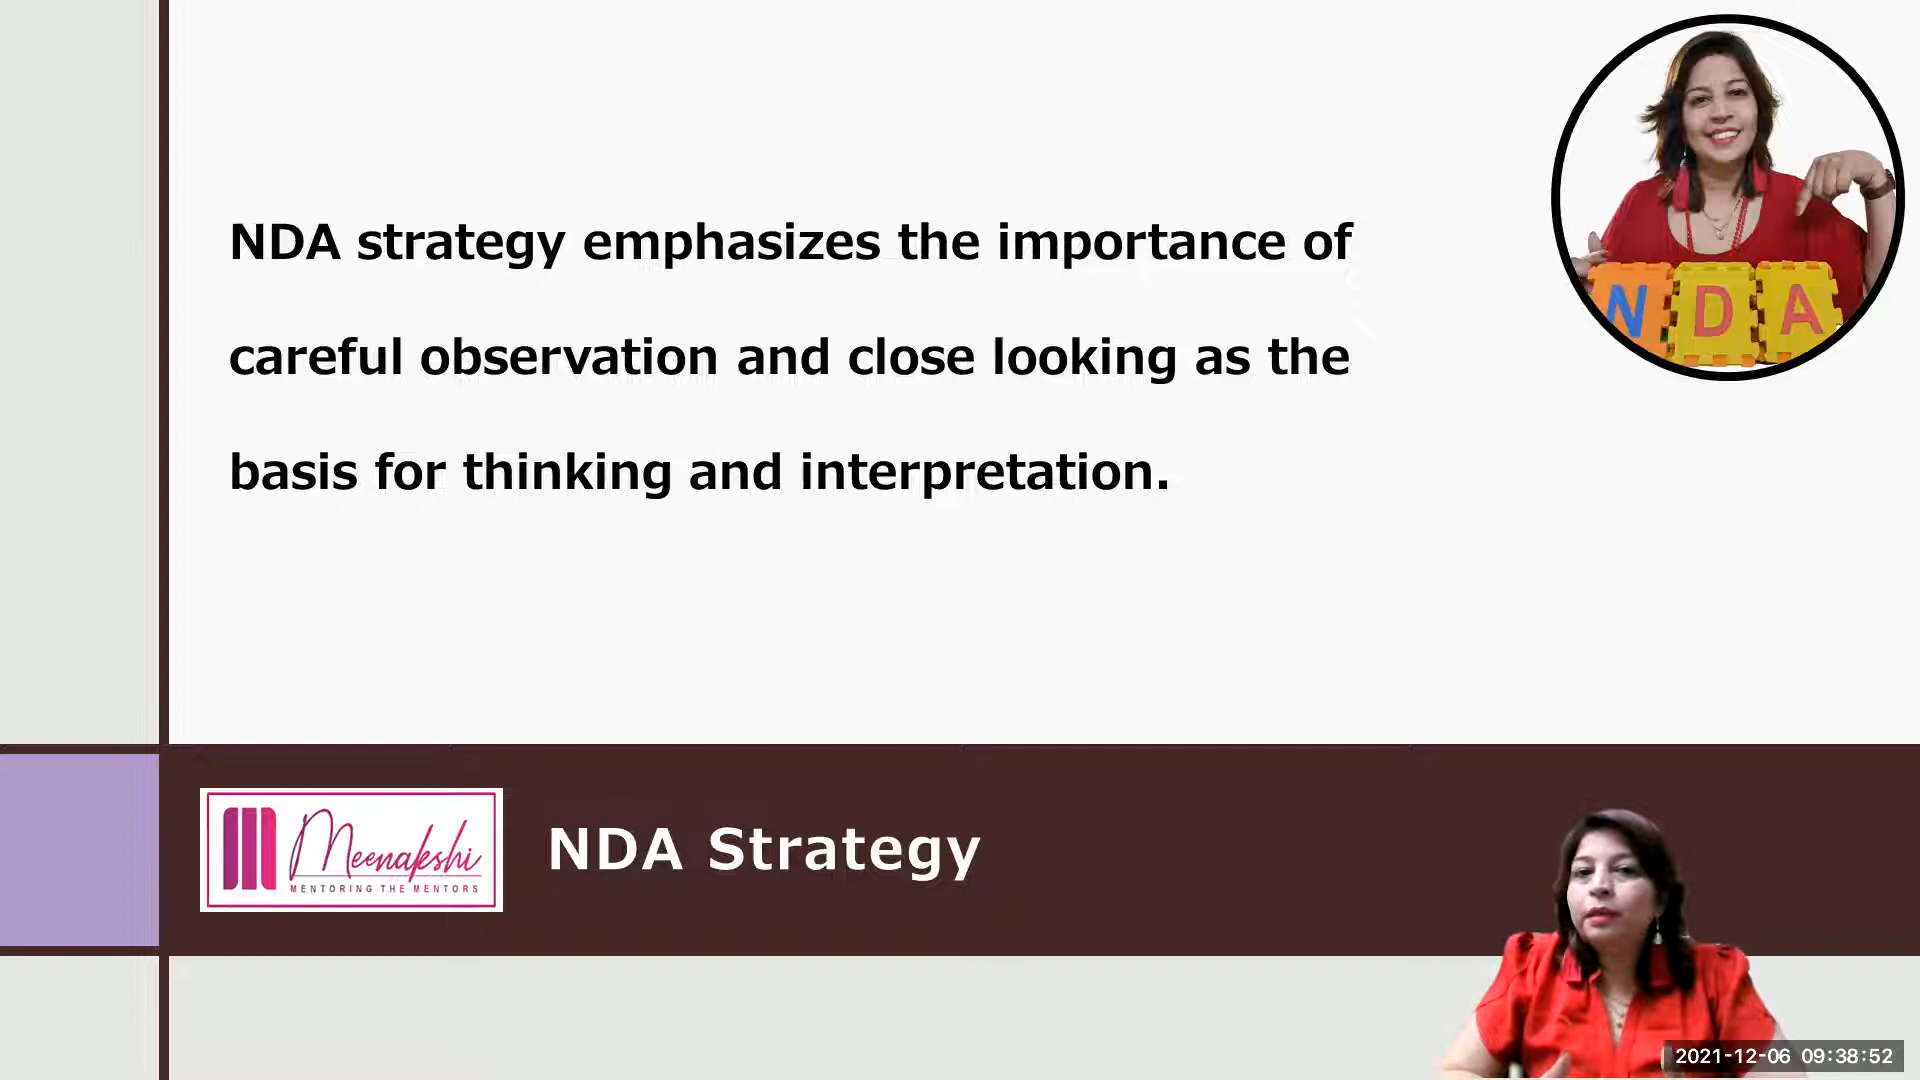 NDA strategy emphasizes the importance of
careful observation and close looking as the
basis for thinking and interpretation.
N D A
Meenakshi
MENTORING THE MENTORS
NDA Strategy
2021-12-06 09:38:52